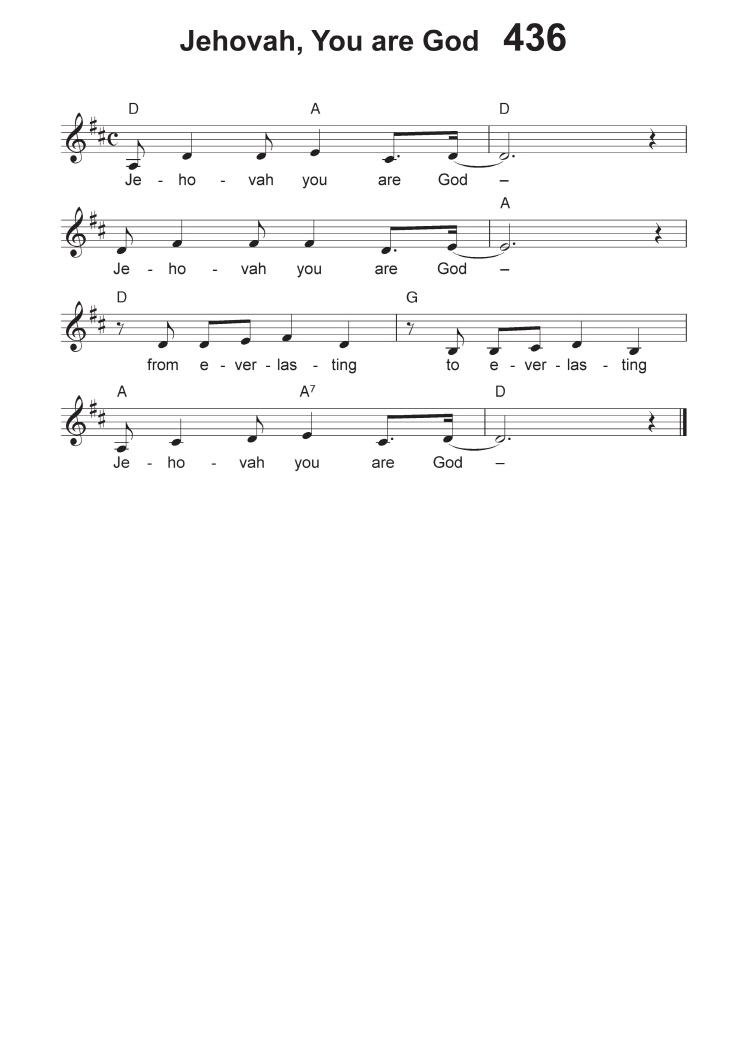 Jehovah, You are God 436
D A D
Je - ho - vah you are God –
A
Je - ho - vah you are God –
D G
from e - ver - las - ting to e - ver - las - ting
A A7 D
Je - ho - vah you are God –